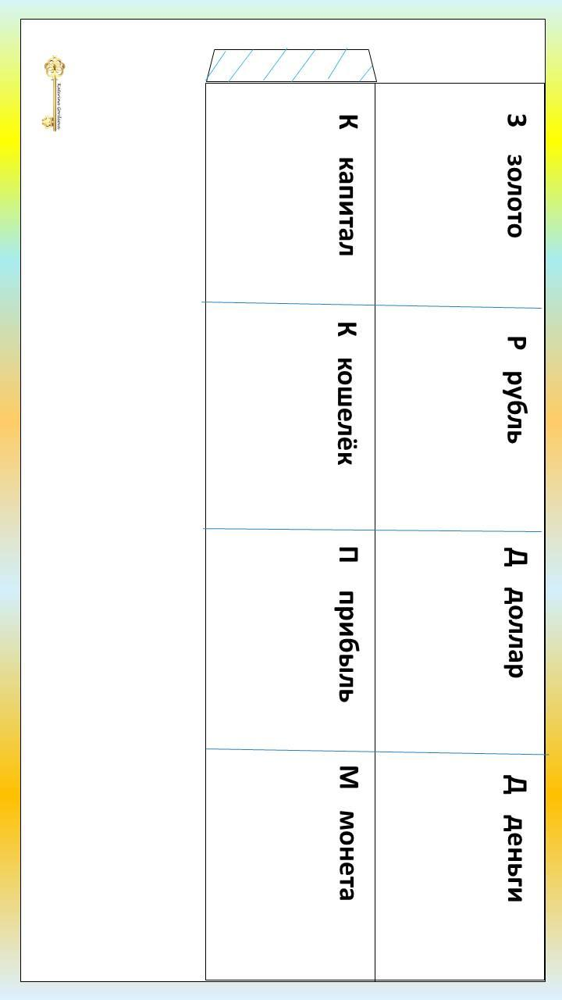 З золото
Р рубль
Д доллар
Д деньги
К капитал
К кошелёк
П прибыль
М монета